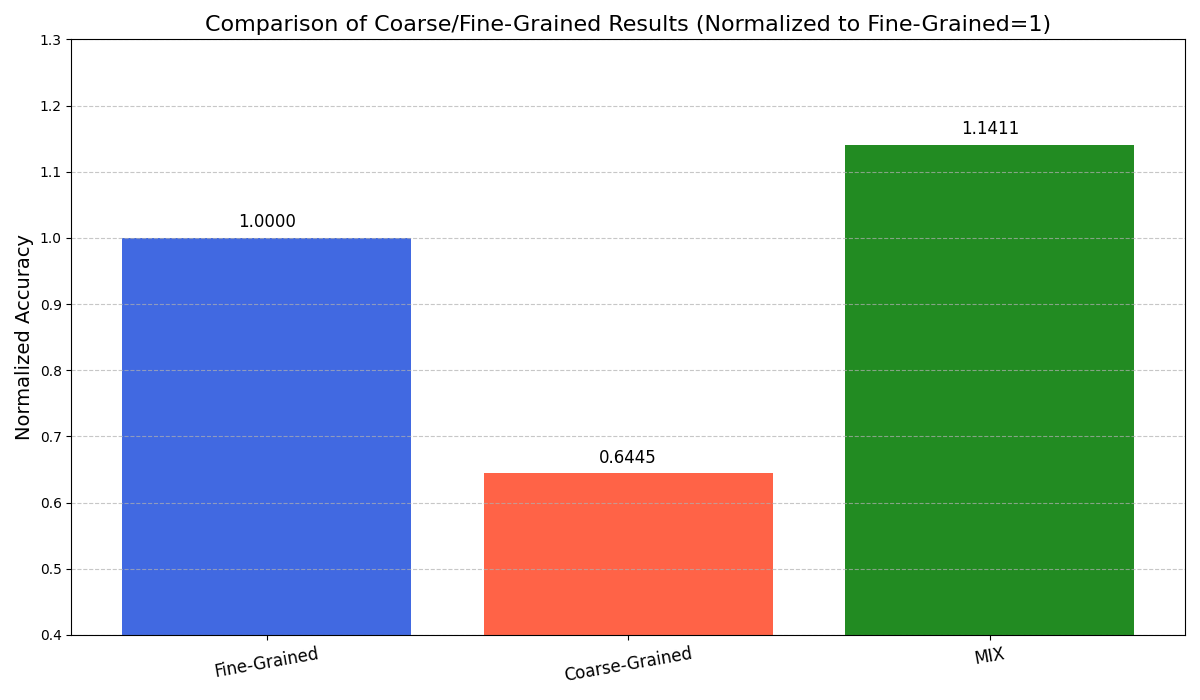 Comparison of Coarse/Fine-Grained Results (Normalized to Fine-Grained=1)
Normalized Accuracy
1.3
1.2
1.1
1.0
0.9
0.8
0.7
0.6
0.5
0.4
1.0000
0.6445
1.1411
Fine-Grained
Coarse-Grained
MIX